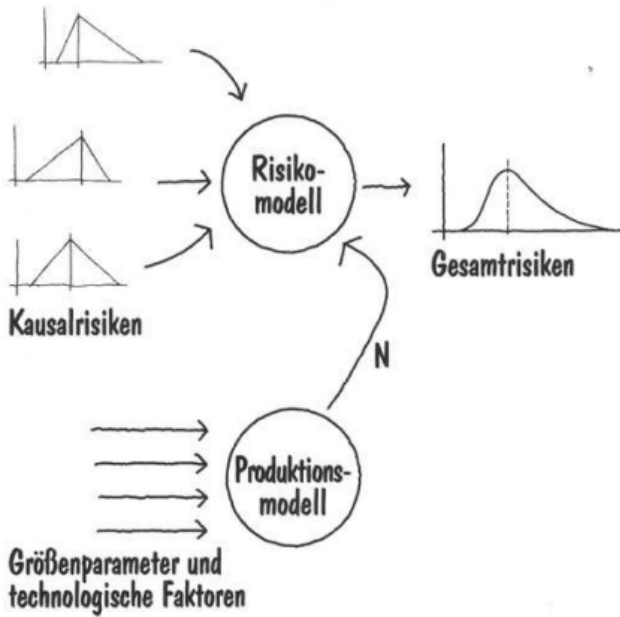 Risiko-
modell
Gesamtrisiken
Kausalrisiken
N
Produktions-
modell
Größenparameter und
technologische Faktoren